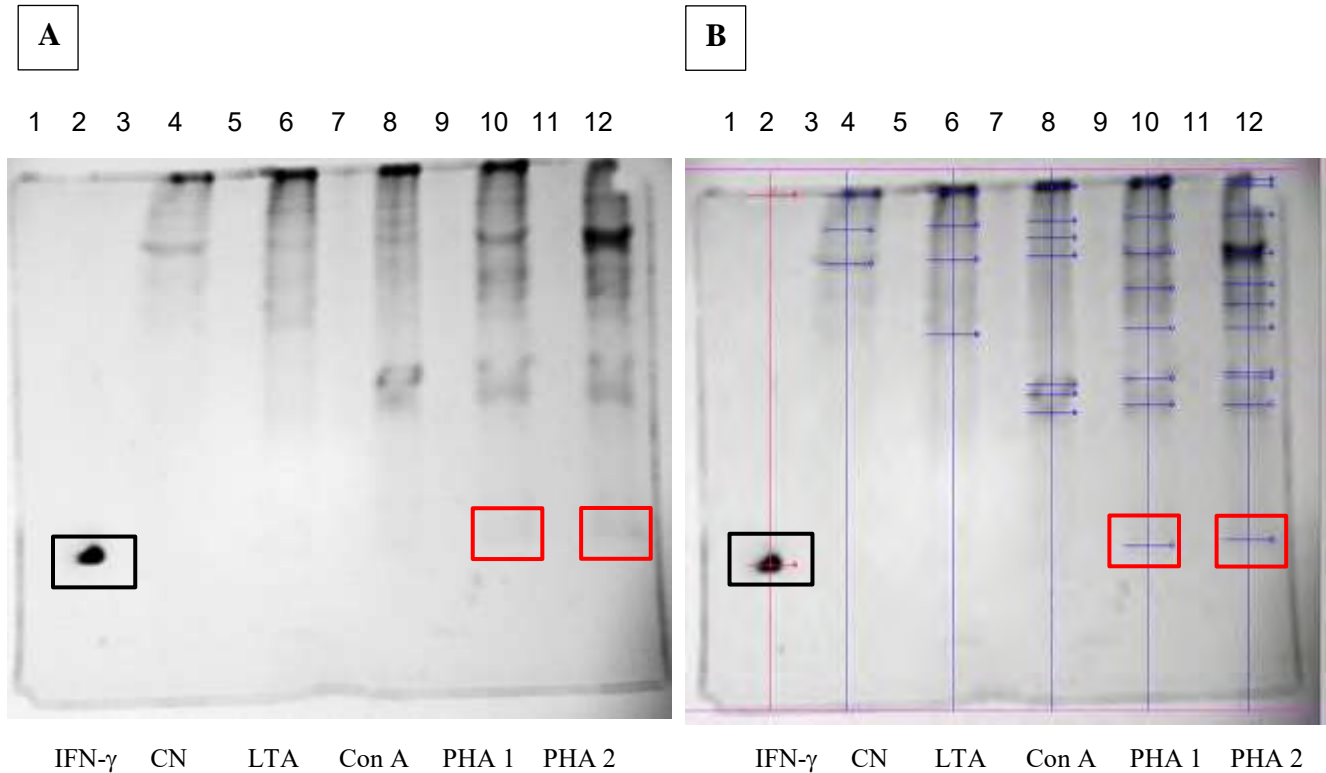 A B
1 2 3 4 5 6 7 8 9 10 11 12 1 2 3 4 5 6 7 8 9 10 11 12
IFN-γ CN LTA Con A PHA 1 PHA 2 IFN-γ CN LTA Con A PHA 1 PHA 2